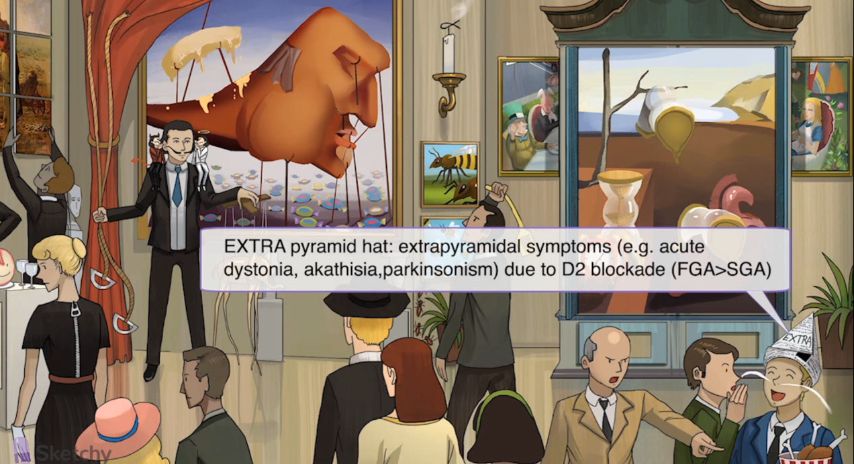 EXTRA pyramid hat: extrapyramidal symptoms (e.g. acute
dystonia, akathisia,parkinsonism) due to D2 blockade (FGA>SGA)
EXTRA
Sketchy